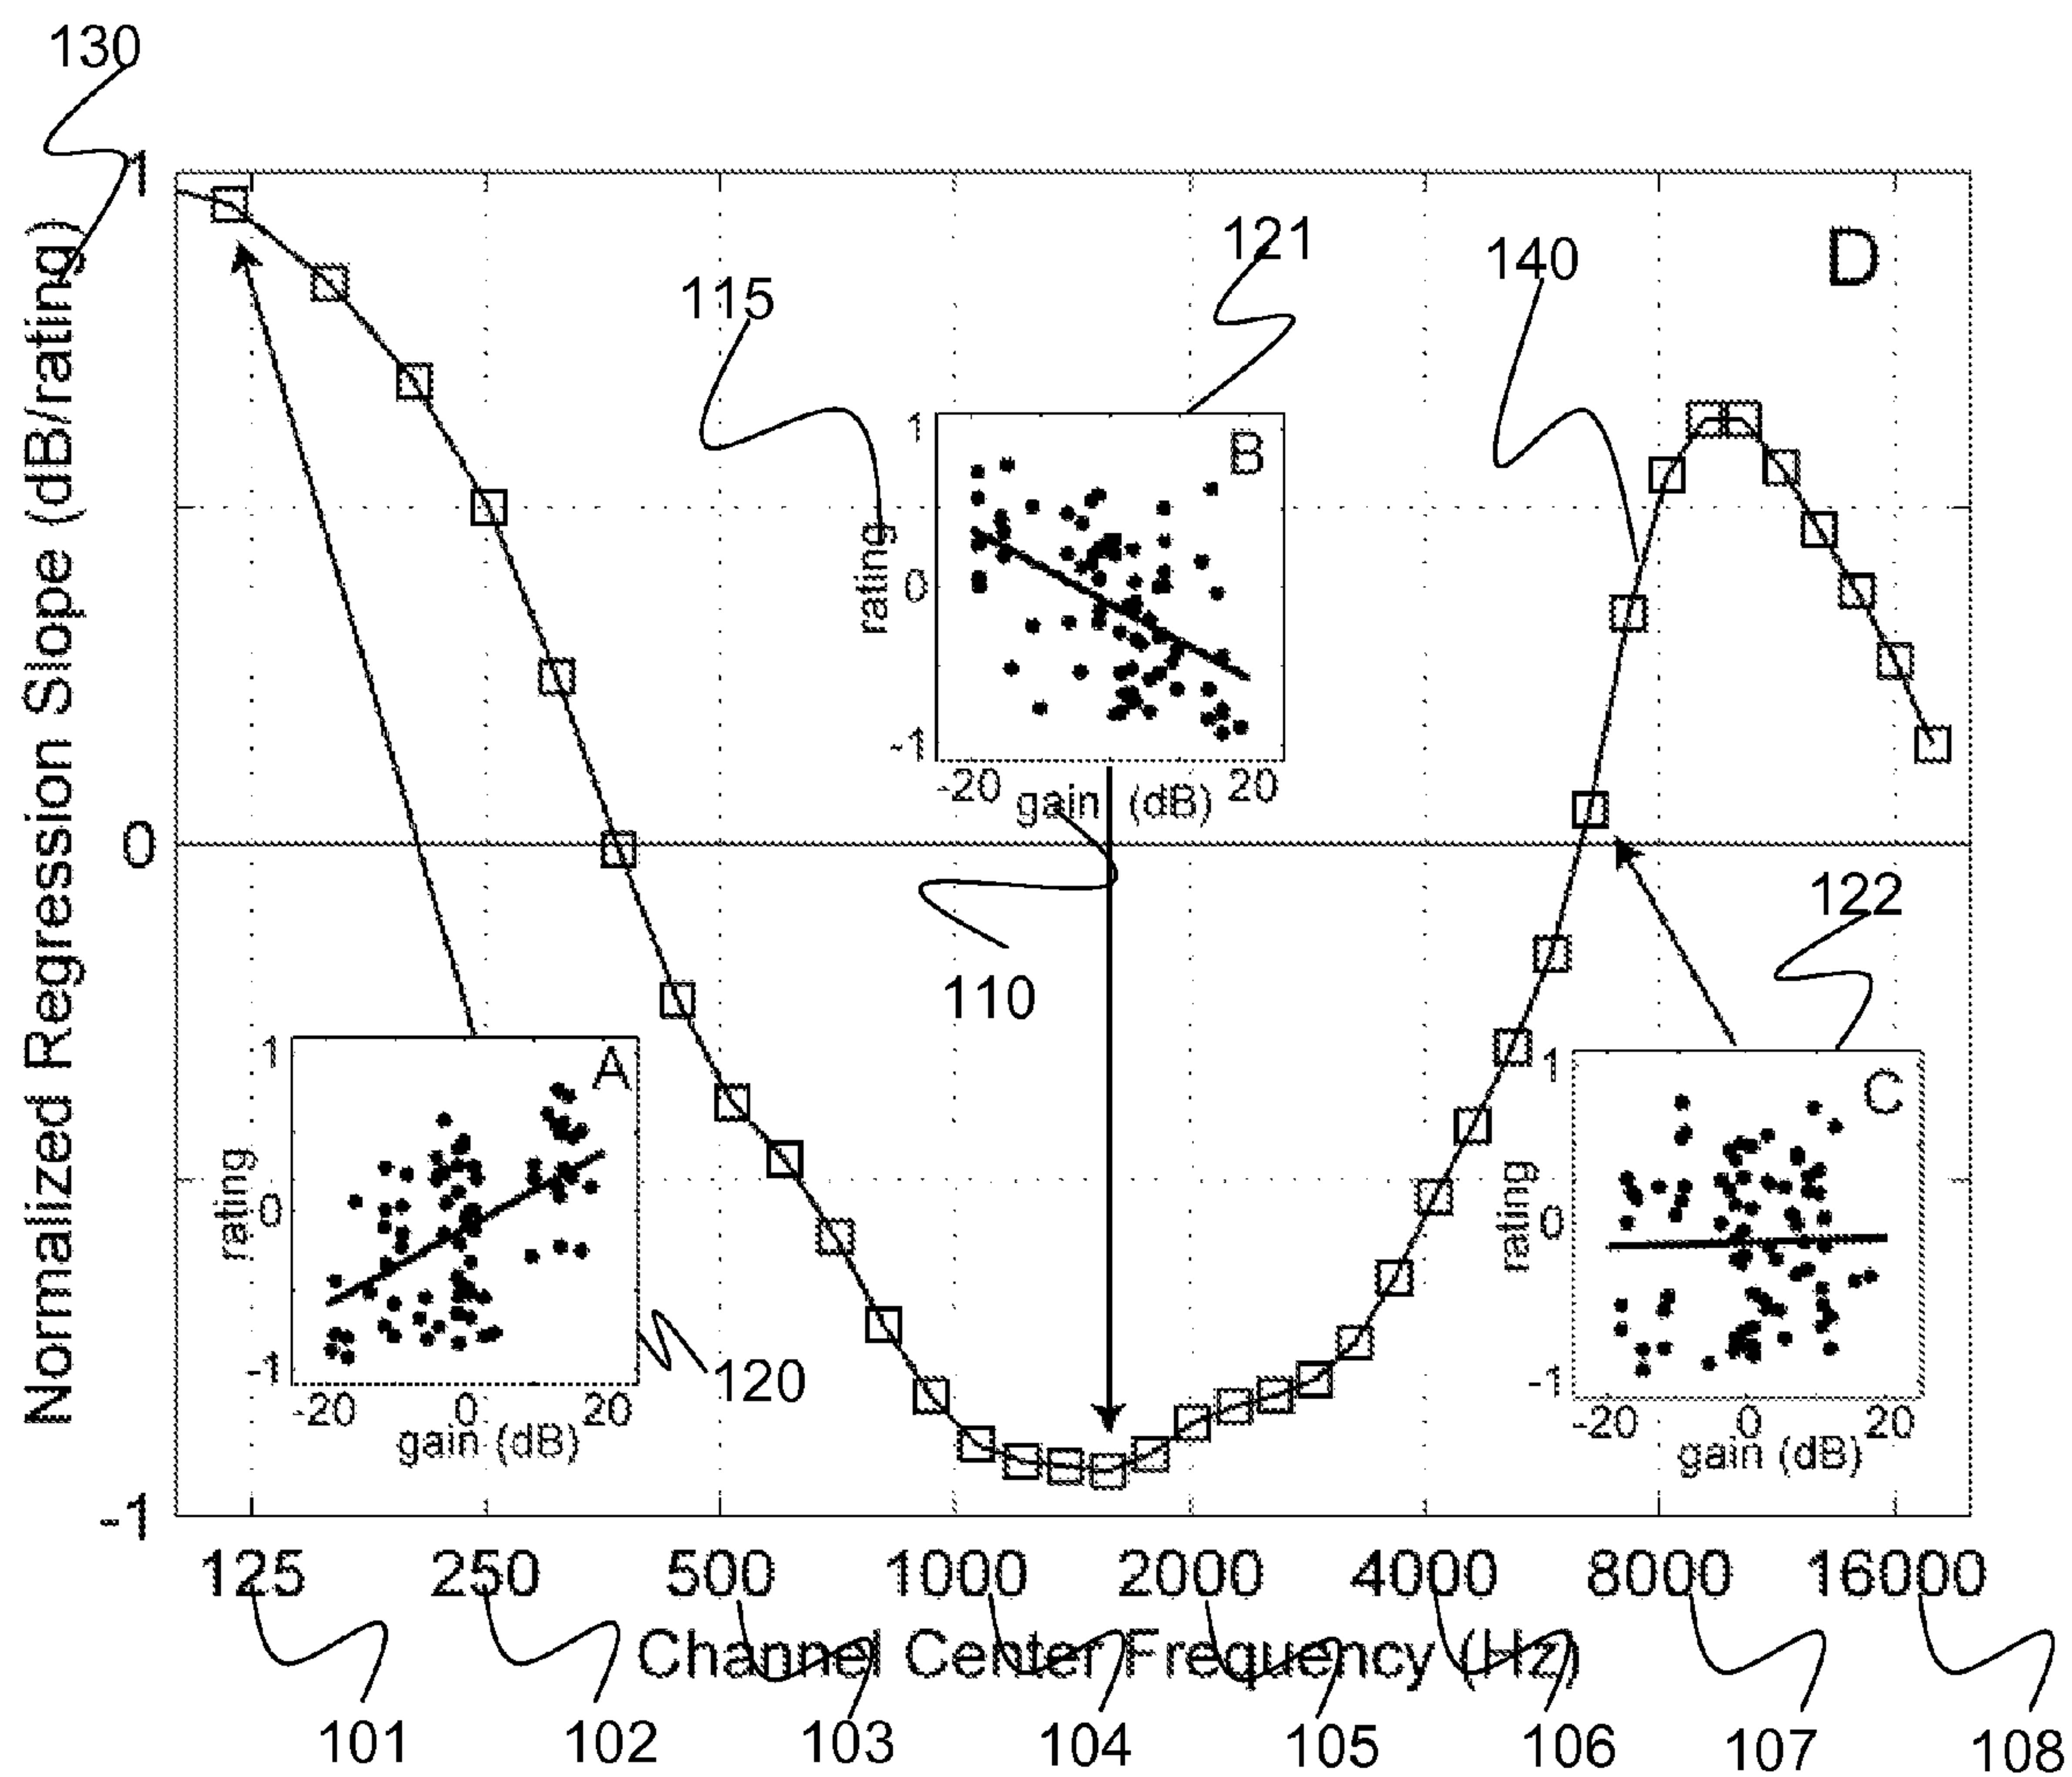 130
1
121
140
D
115
1
B
rating
0
-1
-20
20
gain (dB)
Normalized Regression Slope (dB/rating)
0
122
110
1
A
rating
0
-1
-20
0
20
gain (dB)
120
1
C
rating
0
-1
-20
0
20
gain (dB)
-1
125 250 500 1000 2000 4000 8000 16000
Channel Center Frequency (Hz)
101 102 103 104 105 106 107 108